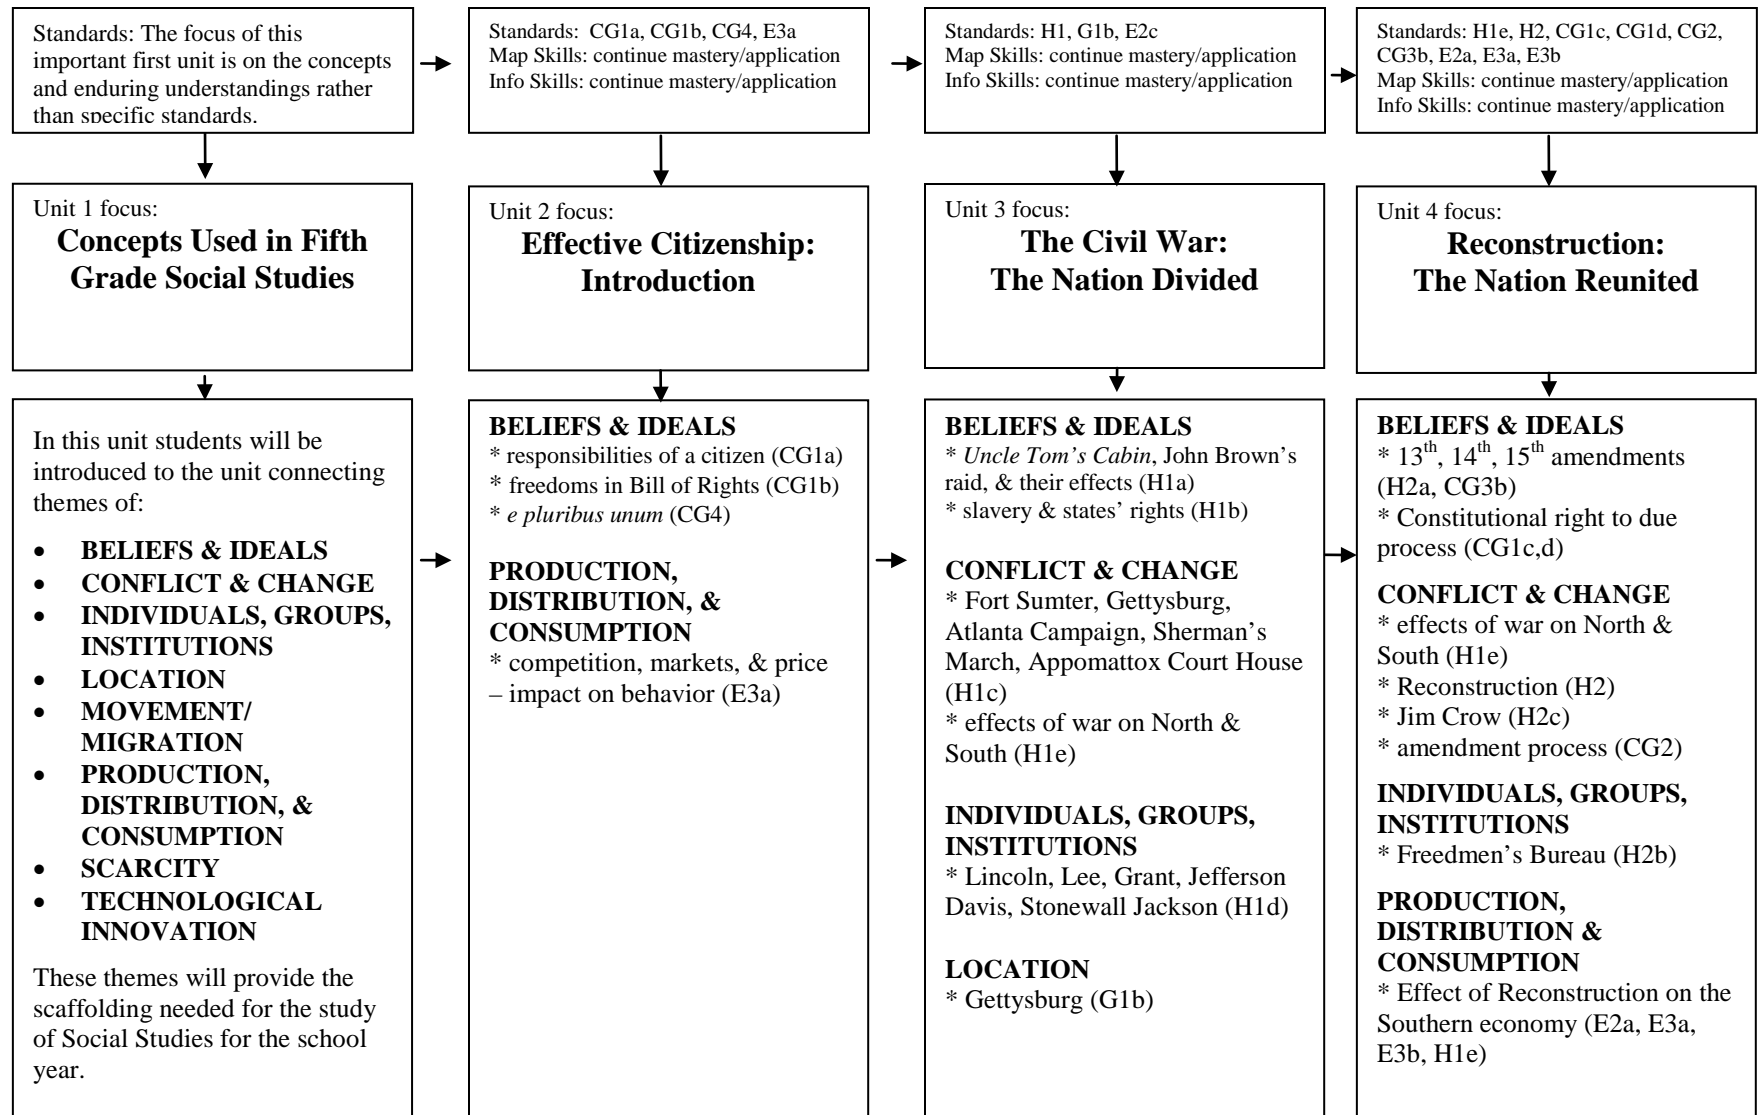 Standards: The focus of this
important first unit is on the concepts
and enduring understandings rather
than specific standards.
Standards:  CG1a, CG1b, CG4, E3a
Map Skills: continue mastery/application
Info Skills: continue mastery/application
Standards: H1, G1b, E2c
Map Skills: continue mastery/application
Info Skills: continue mastery/application
Standards: H1e, H2, CG1c, CG1d, CG2,
CG3b, E2a, E3a, E3b
Map Skills: continue mastery/application
Info Skills: continue mastery/application
Unit 1 focus:
Concepts Used in Fifth
Grade Social Studies
Unit 2 focus:
Effective Citizenship:
Introduction
Unit 3 focus:
The Civil War:
The Nation Divided
Unit 4 focus:
Reconstruction:
The Nation Reunited
In this unit students will be
introduced to the unit connecting
themes of:
• BELIEFS & IDEALS
• CONFLICT & CHANGE
• INDIVIDUALS, GROUPS,
INSTITUTIONS
• LOCATION
• MOVEMENT/
MIGRATION
• PRODUCTION,
DISTRIBUTION, &
CONSUMPTION
• SCARCITY
• TECHNOLOGICAL
INNOVATION
These themes will provide the
scaffolding needed for the study
of Social Studies for the school
year.
BELIEFS & IDEALS
* responsibilities of a citizen (CG1a)
* freedoms in Bill of Rights (CG1b)
* e pluribus unum (CG4)
PRODUCTION,
DISTRIBUTION, &
CONSUMPTION
* competition, markets, & price
– impact on behavior (E3a)
BELIEFS & IDEALS
* Uncle Tom’s Cabin, John Brown’s
raid, & their effects (H1a)
* slavery & states’ rights (H1b)
CONFLICT & CHANGE
* Fort Sumter, Gettysburg,
Atlanta Campaign, Sherman’s
March, Appomattox Court House
(H1c)
* effects of war on North &
South (H1e)
INDIVIDUALS, GROUPS,
INSTITUTIONS
* Lincoln, Lee, Grant, Jefferson
Davis, Stonewall Jackson (H1d)
LOCATION
* Gettysburg (G1b)
BELIEFS & IDEALS
* 13th, 14th, 15th amendments
(H2a, CG3b)
* Constitutional right to due
process (CG1c,d)
CONFLICT & CHANGE
* effects of war on North &
South (H1e)
* Reconstruction (H2)
* Jim Crow (H2c)
* amendment process (CG2)
INDIVIDUALS, GROUPS,
INSTITUTIONS
* Freedmen’s Bureau (H2b)
PRODUCTION,
DISTRIBUTION &
CONSUMPTION
* Effect of Reconstruction on the
Southern economy (E2a, E3a,
E3b, H1e)